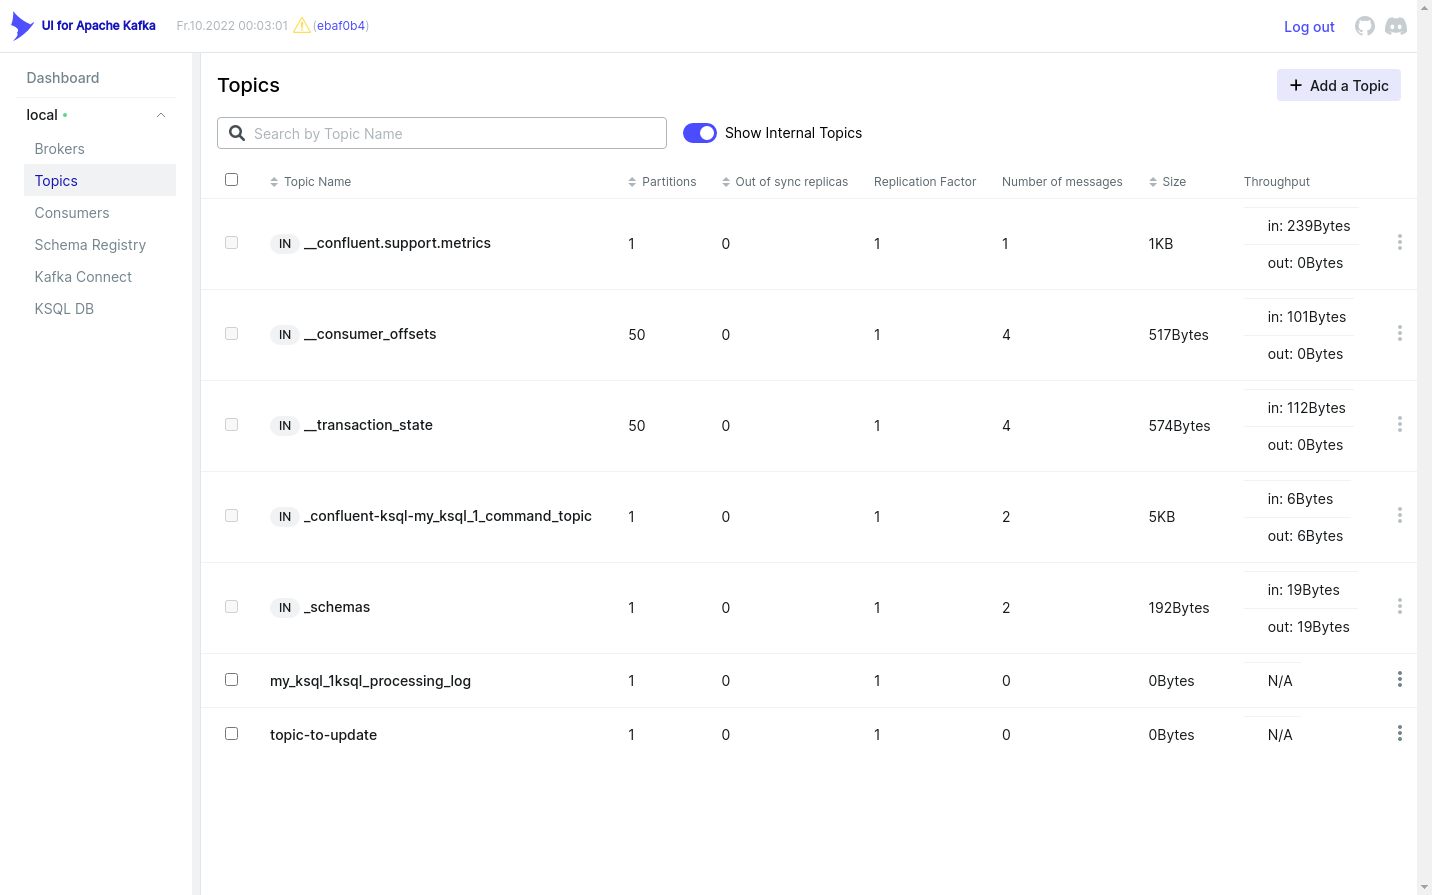 UI for Apache Kafka Fr.10.2022 00:03:01 (ebaf0b4) Log out
Dashboard
local
Brokers
Topics
Consumers
Schema Registry
Kafka Connect
KSQL DB
Topics
Add a Topic
Search by Topic Name Show Internal Topics
Topic Name Partitions Out of sync replicas Replication Factor Number of messages Size Throughput
IN __confluent.support.metrics 1 0 1 1 1KB in: 239Bytes
out: 0Bytes
IN __consumer_offsets 50 0 1 4 517Bytes in: 101Bytes
out: 0Bytes
IN __transaction_state 50 0 1 4 574Bytes in: 112Bytes
out: 0Bytes
IN _confluent-ksql-my_ksql_1_command_topic 1 0 1 2 5KB in: 6Bytes
out: 6Bytes
IN _schemas 1 0 1 2 192Bytes in: 19Bytes
out: 19Bytes
my_ksql_1ksql_processing_log 1 0 1 0 0Bytes N/A
topic-to-update 1 0 1 0 0Bytes N/A